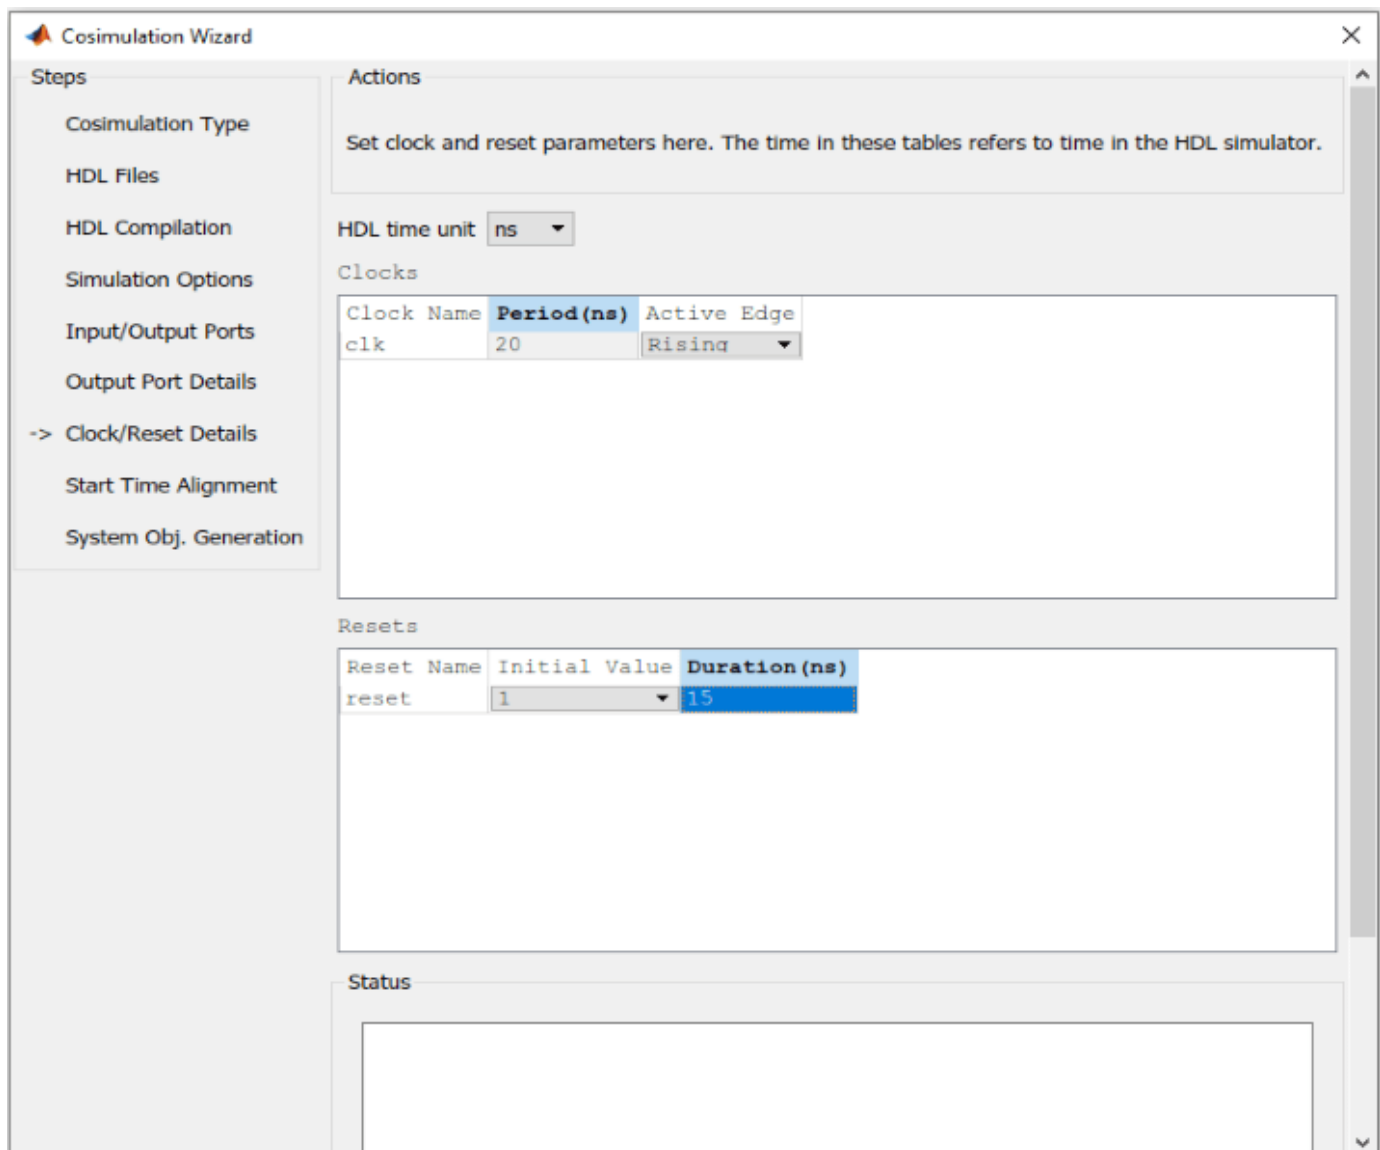 Cosimulation Wizard
Steps
Cosimulation Type
HDL Files
HDL Compilation
Simulation Options
Input/Output Ports
Output Port Details
-> Clock/Reset Details
Start Time Alignment
System Obj. Generation
Actions
Set clock and reset parameters here. The time in these tables refers to time in the HDL simulator.
HDL time unit ns
Clocks
Clock Name Period(ns) Active Edge
clk 20 Rising
Resets
Reset Name Initial Value Duration(ns)
reset 1 15
Status